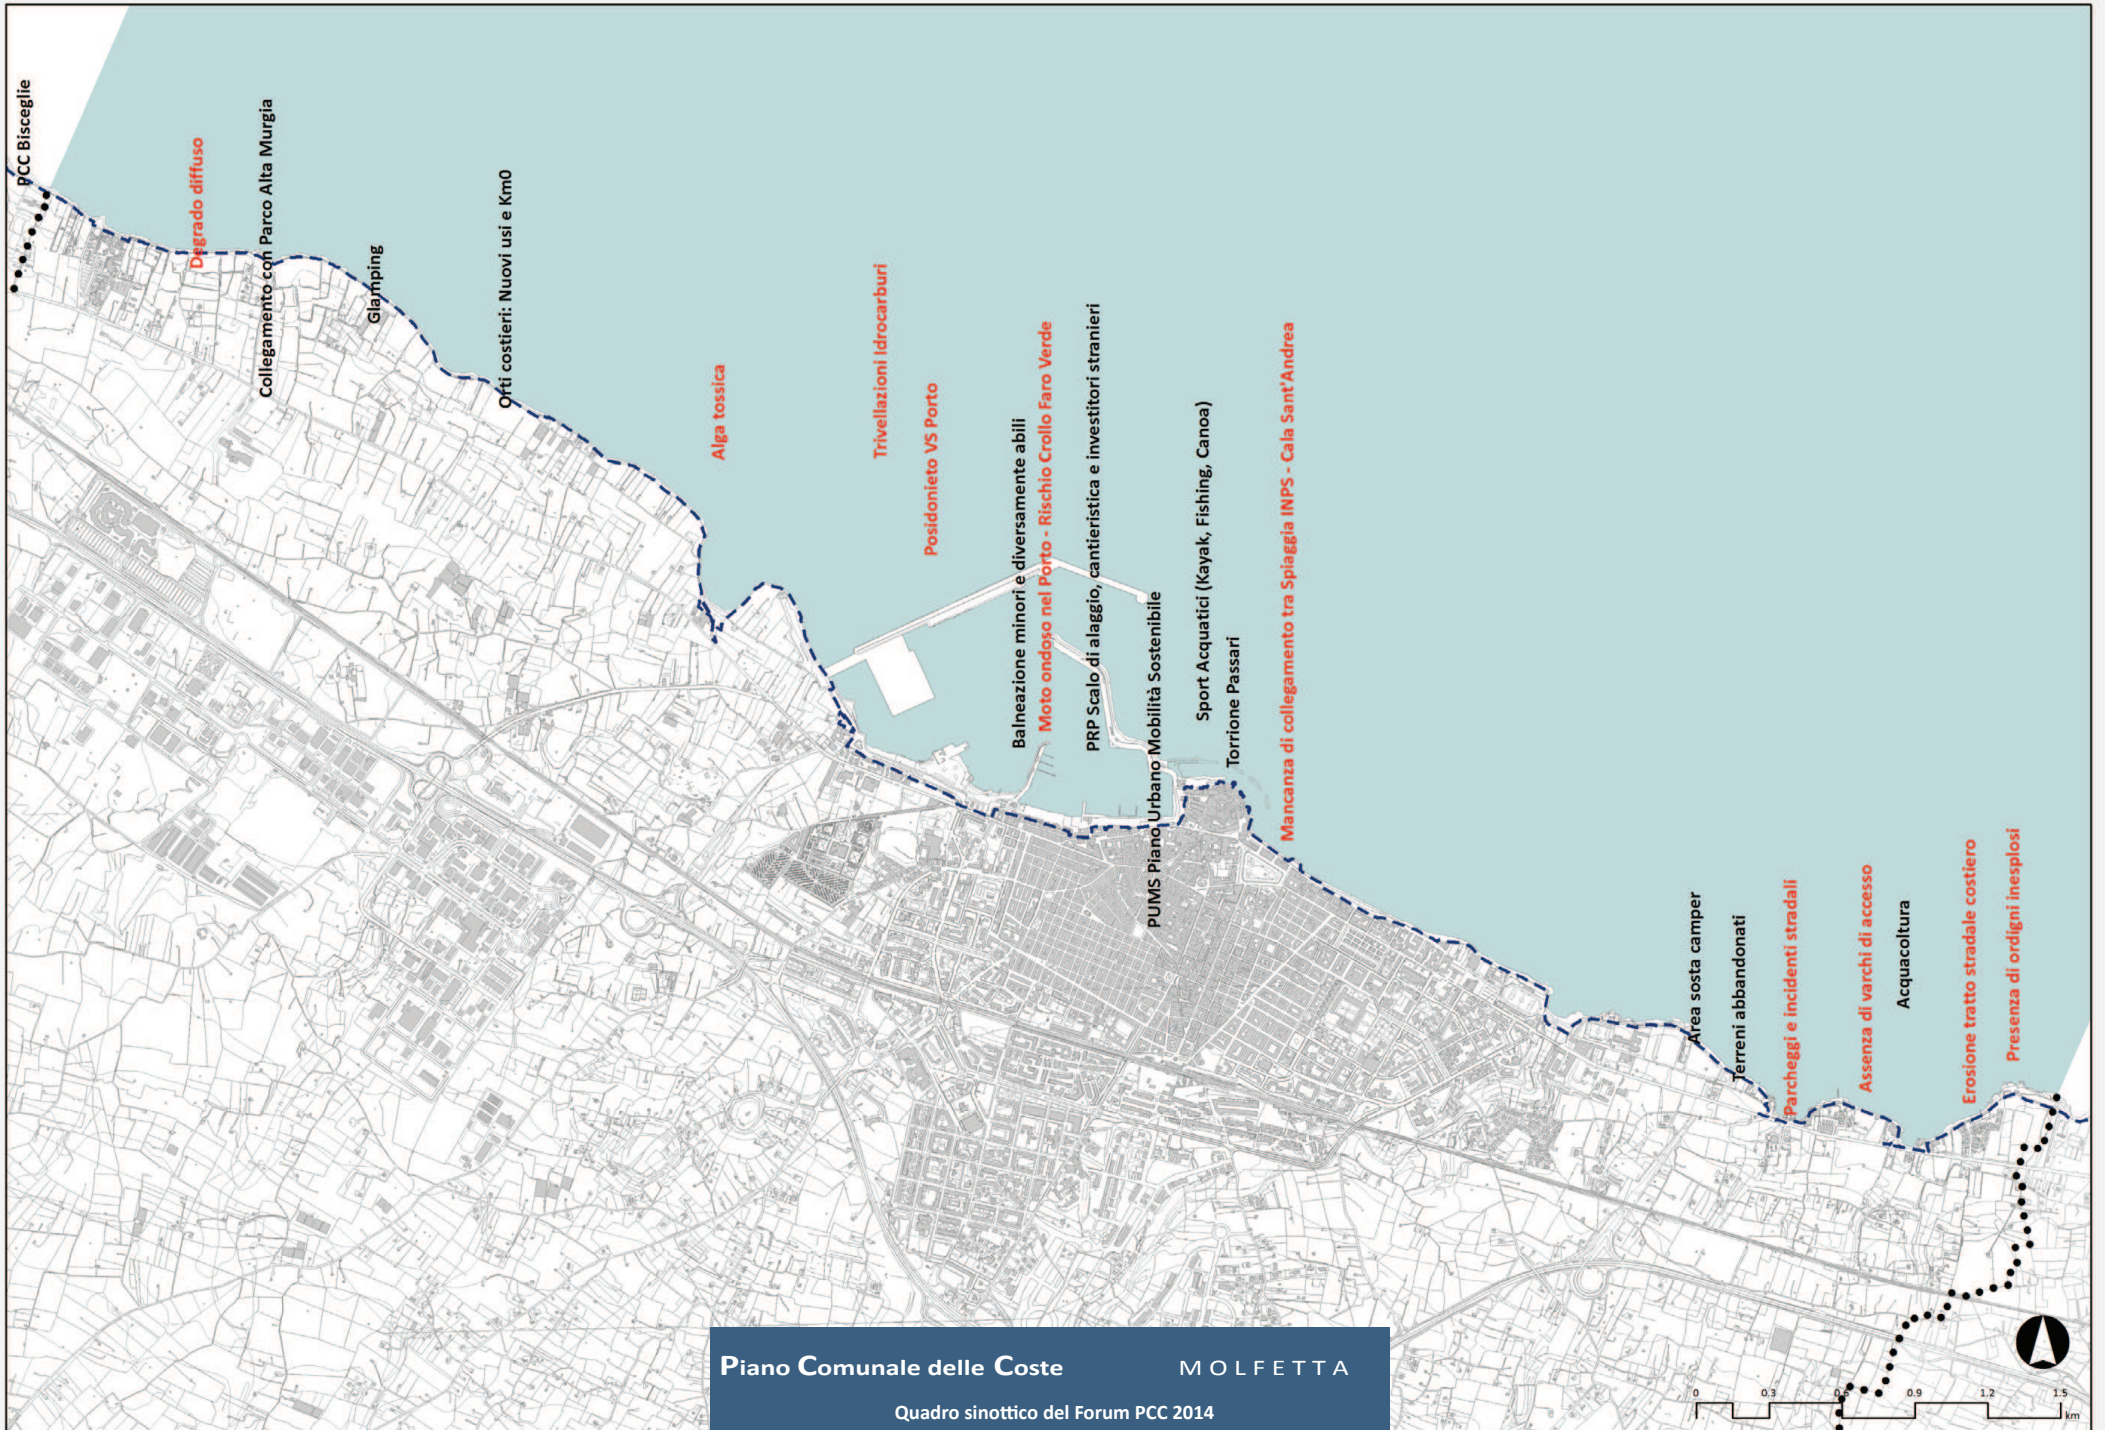 PCC Bisceglie
Degrado diffuso
Collegamento con Parco Alta Murgia
Glamping
Orti costieri: Nuovi usi e Km0
Alga tossica
Trivellazioni Idrocarburi
Posidonieto VS Porto
Balneazione minori e diversamente abili
Moto ondoso nel Porto - Rischio Crollo Faro Verde
PRP Scalo di alaggio, cantieristica e investitori stranieri
PUMS Piano Urbano Mobilità Sostenibile
Sport Acquatici (Kayak, Fishing, Canoa)
Torrione Passari
Mancanza di collegamento tra Spiaggia INPS - Cala Sant'Andrea
Area sosta camper
Terreni abbandonati
Parcheggi e incidenti stradali
Assenza di varchi di accesso
Acquacoltura
Erosione tratto stradale costiero
Presenza di ordigni inesplosi
Piano Comunale delle Coste MOLFETTA
Quadro sinottico del Forum PCC 2014
0 0.3 0.6 0.9 1.2 1.5
km